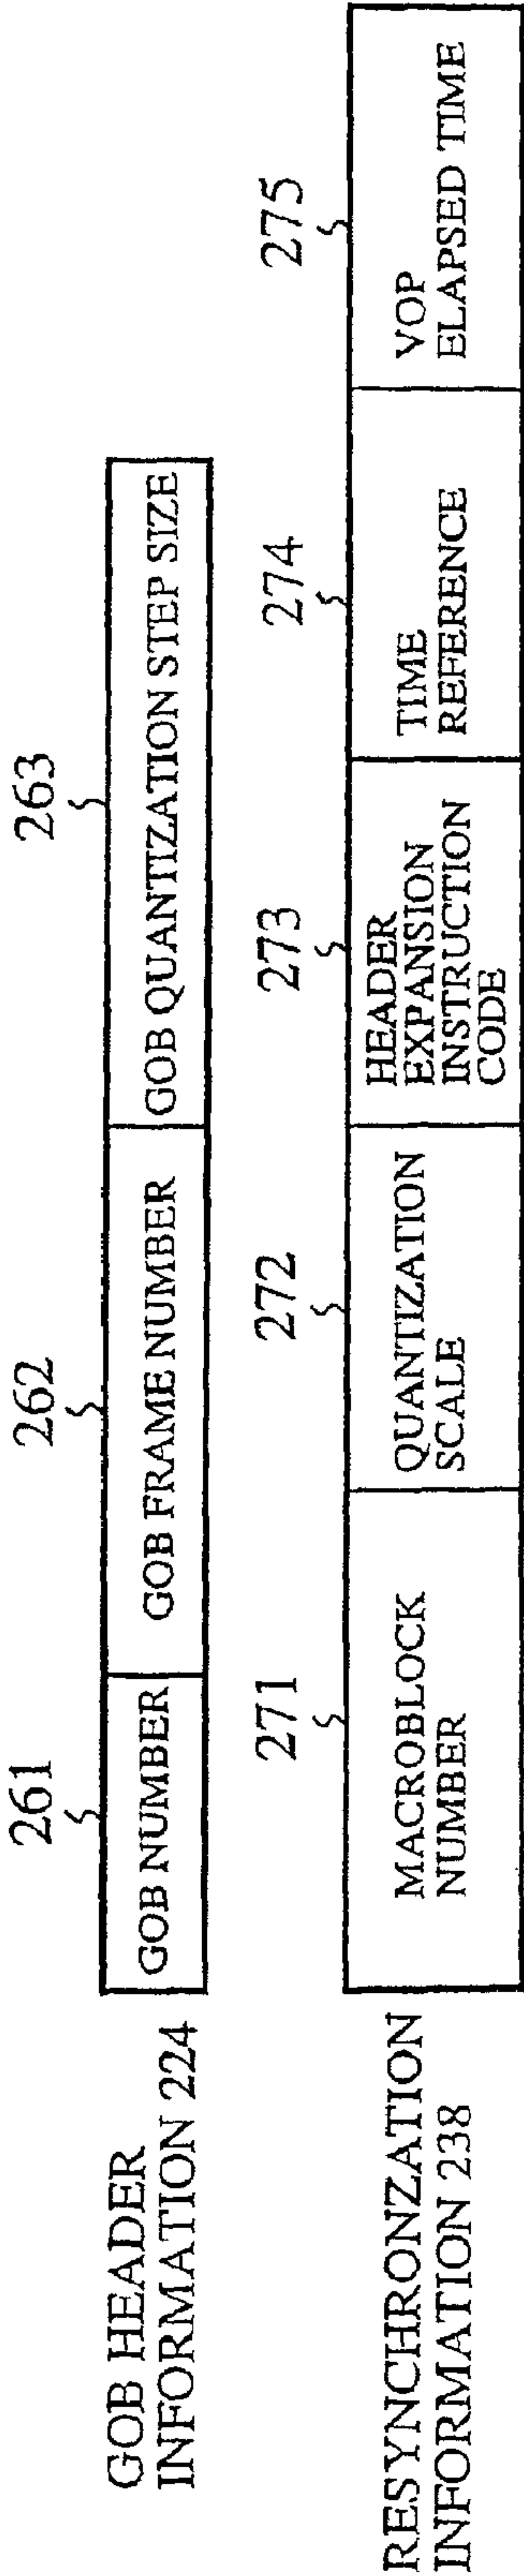 261
262
263
GOB HEADER
INFORMATION 224
GOB NUMBER
GOB FRAME NUMBER
GOB QUANTIZATION STEP SIZE
271
272
273
274
275
RESYNCHRONZATION
INFORMATION 238
MACROBLOCK
NUMBER
QUANTIZATION
SCALE
HEADER
EXPANSION
INSTRUCTION
CODE
TIME
REFERENCE
VOP
ELAPSED TIME